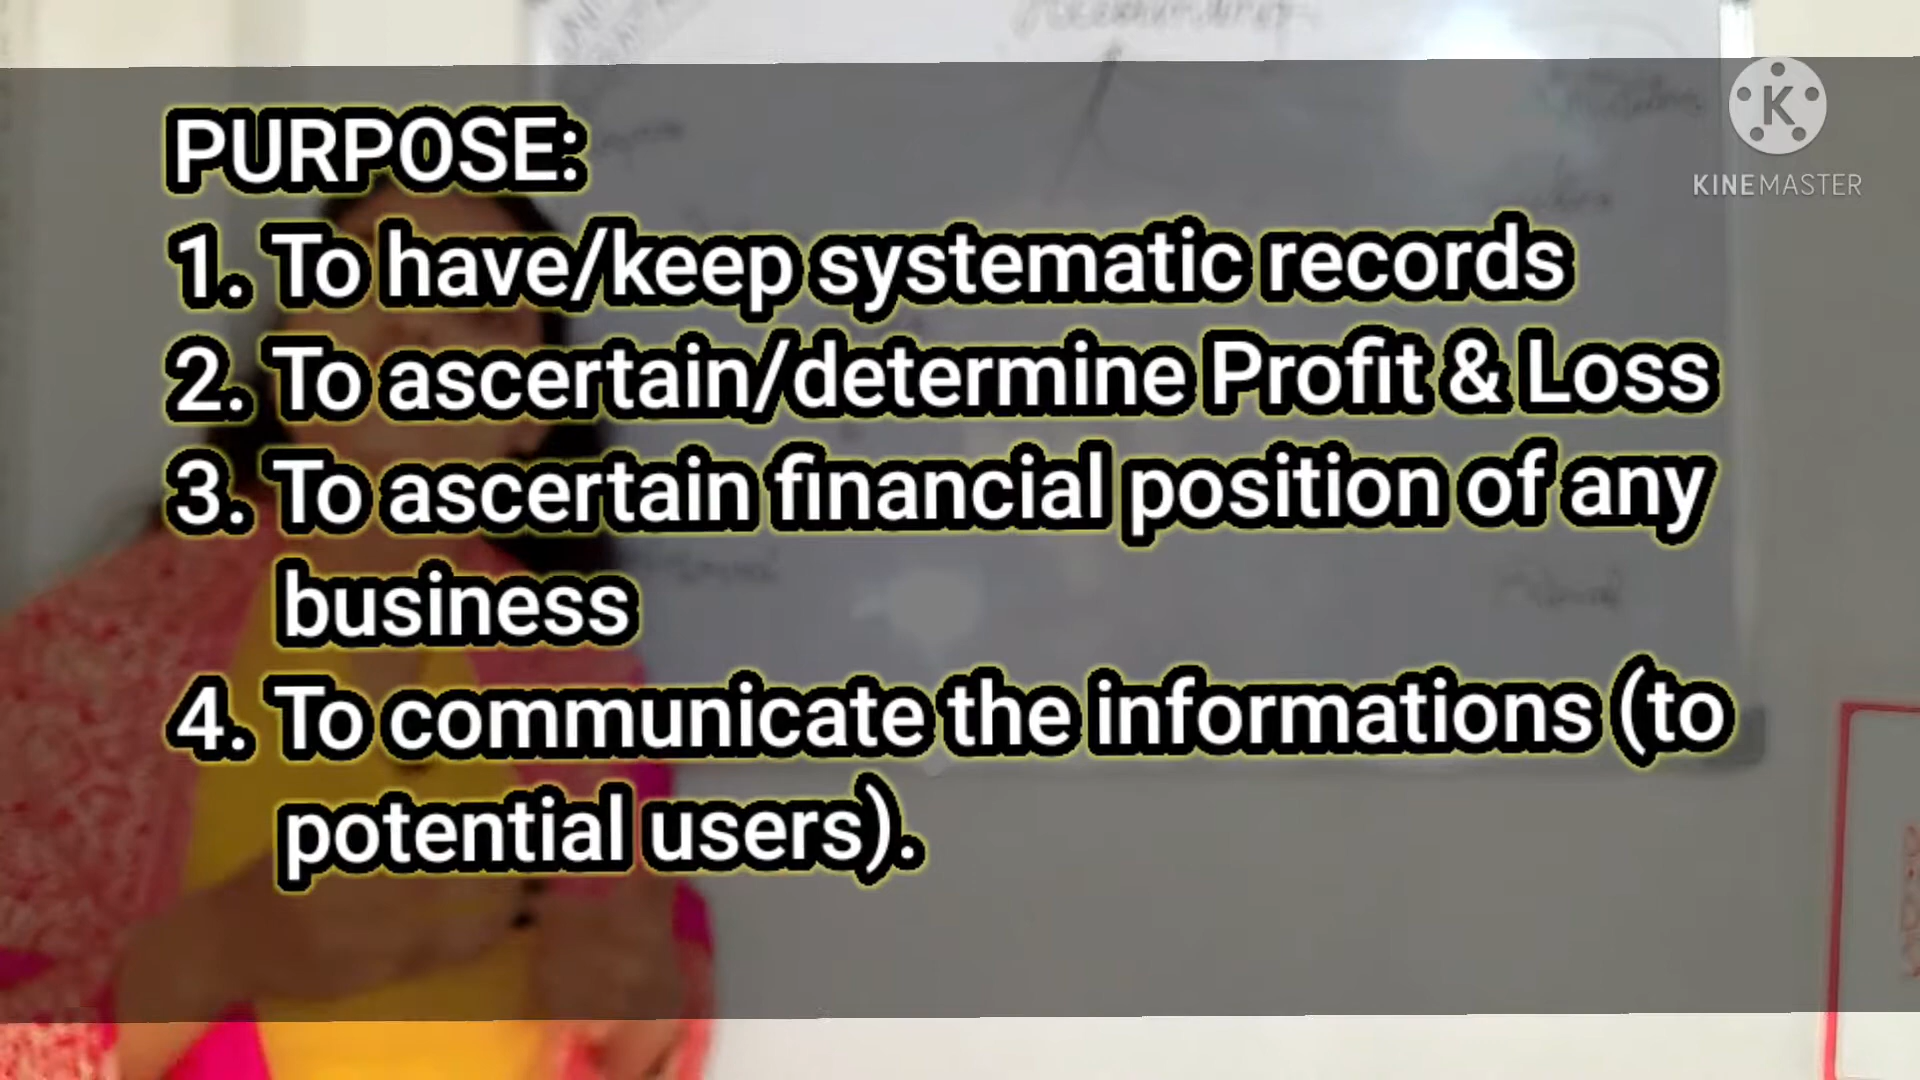 PURPOSE:
1. To have/keep systematic records
2. To ascertain/determine Profit & Loss
3. To ascertain financial position of any
business
4. To communicate the informations (to
potential users).
KINEMASTER